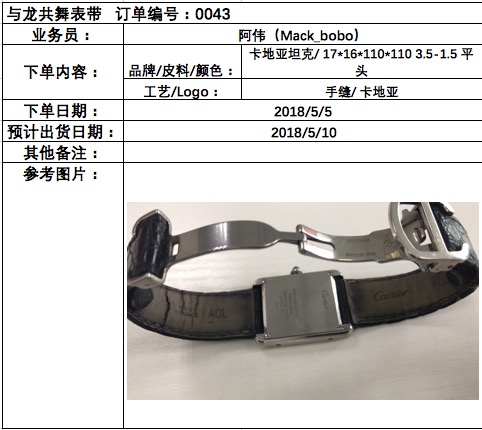 与龙共舞表带 订单编号：0043
业务员： 阿伟（Mack_bobo）
下单内容： 品牌/皮料/颜色： 卡地亚坦克/ 17*16*110*110 3.5-1.5 平头
工艺/Logo： 手缝/ 卡地亚
下单日期： 2018/5/5
预计出货日期： 2018/5/10
其他备注：
参考图片：
AOL
Cartier
Cartier